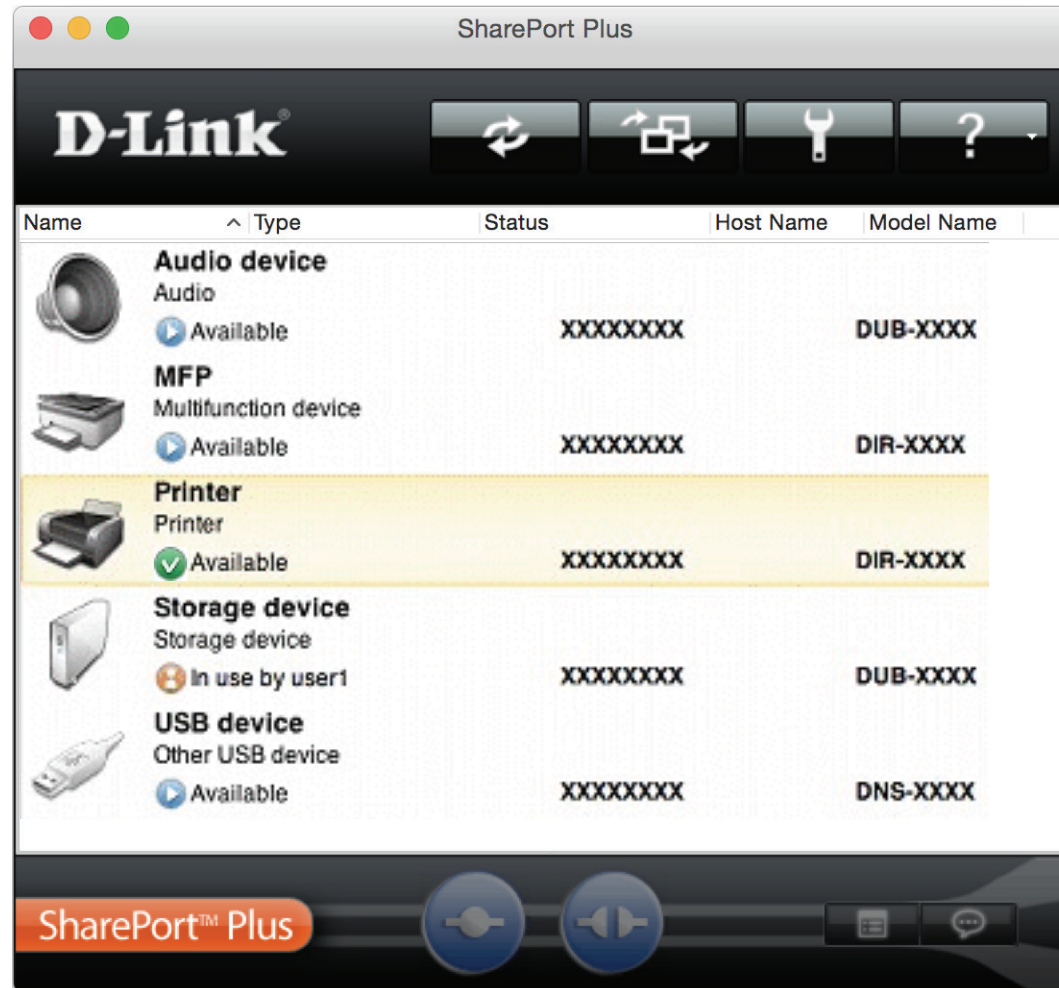 SharePort Plus
D-Link®
?
Name Type Status Host Name Model Name
Audio device
Audio
Available XXXXXXXX DUB-XXXX
MFP
Multifunction device
Available XXXXXXXX DIR-XXXX
Printer
Printer
Available XXXXXXXX DIR-XXXX
Storage device
Storage device
In use by user1 XXXXXXXX DUB-XXXX
USB device
Other USB device
Available XXXXXXXX DNS-XXXX
SharePort™ Plus